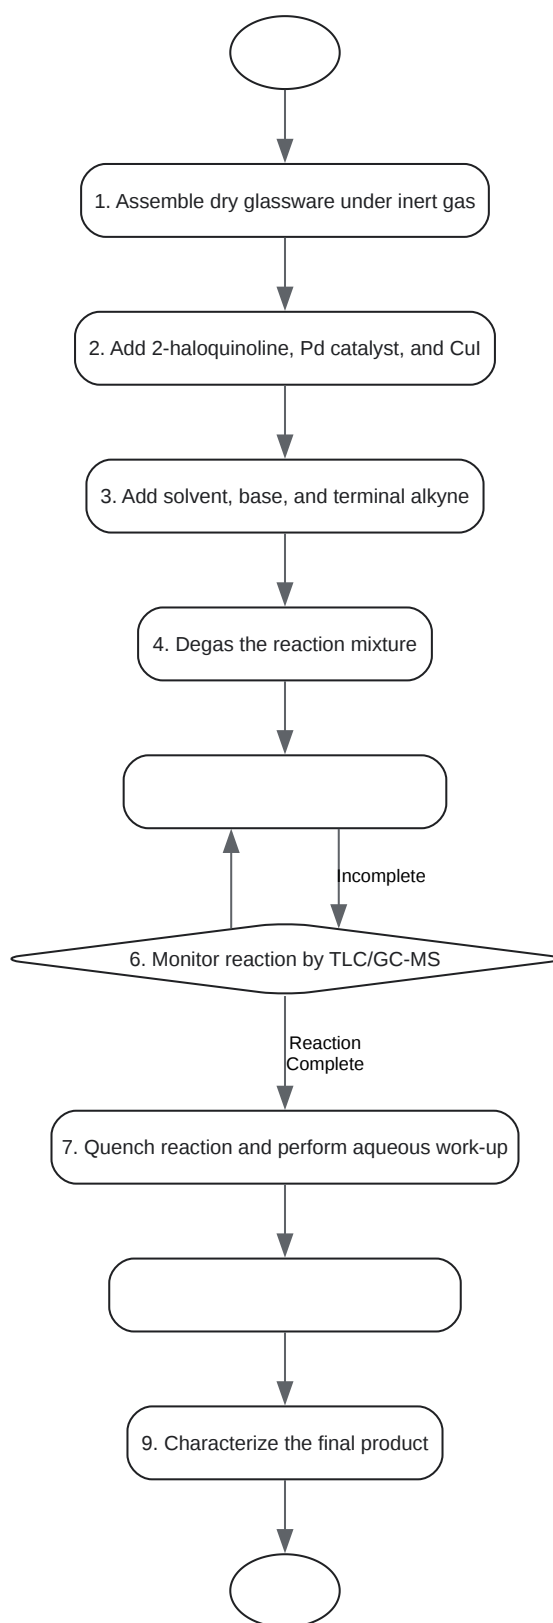 1. Assemble dry glassware under inert gas
2. Add 2-haloquinoline, Pd catalyst, and CuI
3. Add solvent, base, and terminal alkyne
4. Degas the reaction mixture
Incomplete
6. Monitor reaction by TLC/GC-MS
Reaction
Complete
7. Quench reaction and perform aqueous work-up
9. Characterize the final product